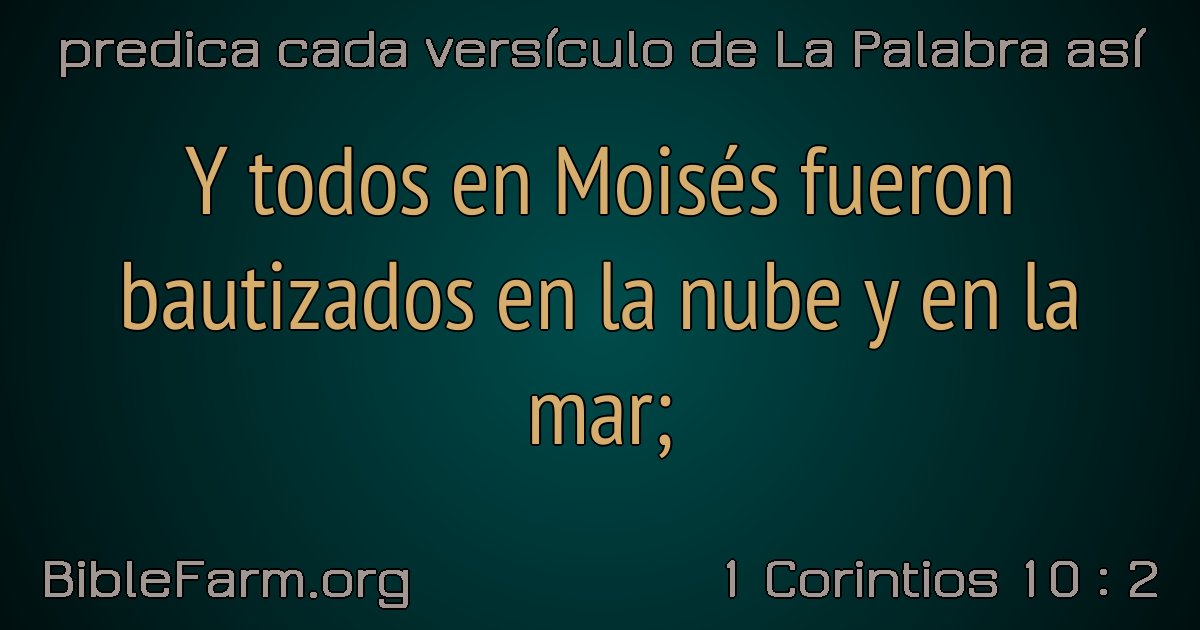 predica cada versículo de La Palabra así
Y todos en Moisés fueron
bautizados en la nube y en la
mar;
BibleFarm.org
1 Corintios 10 : 2